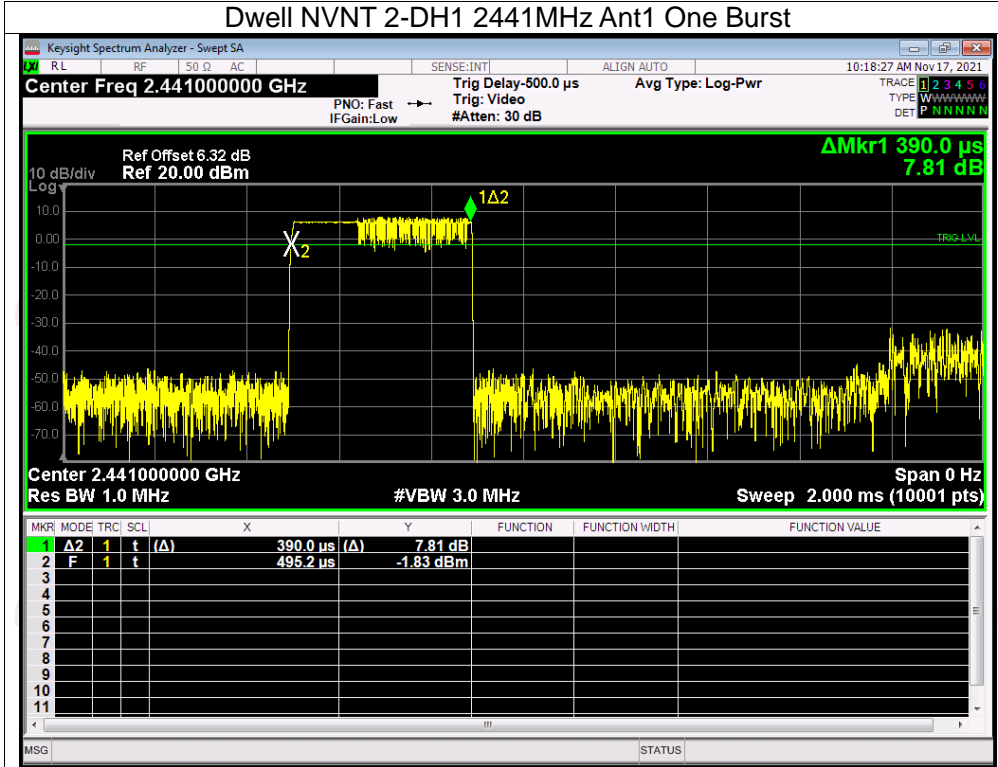 Dwell NVNT 2-DH1 2441MHz Ant1 One Burst
Keysight Spectrum Analyzer - Swept SA
LXI RL RF 50 Ω AC SENSE:INT ALIGN AUTO 10:18:27 AM Nov 17, 2021
Center Freq 2.441000000 GHz Trig Delay-500.0 µs Avg Type: Log-Pwr TRACE 1 2 3 4 5 6
PNO: Fast Trig: Video TYPE WWWWWW
IFGain:Low #Atten: 30 dB DET P N N N N N
ΔMkr1 390.0 µs
7.81 dB
Ref Offset 6.32 dB
10 dB/div Ref 20.00 dBm
Log
1Δ2
10.0
0.00
TRIG LVL
2
-10.0
-20.0
-30.0
-40.0
-50.0
-60.0
-70.0
Center 2.441000000 GHz Span 0 Hz
Res BW 1.0 MHz #VBW 3.0 MHz Sweep 2.000 ms (10001 pts)
MKR MODE TRC SCL X Y FUNCTION FUNCTION WIDTH FUNCTION VALUE
1 Δ2 1 t (Δ) 390.0 µs (Δ) 7.81 dB
2 F 1 t 495.2 µs -1.83 dBm
3
4
5
6
7
8
9
10
11
MSG STATUS